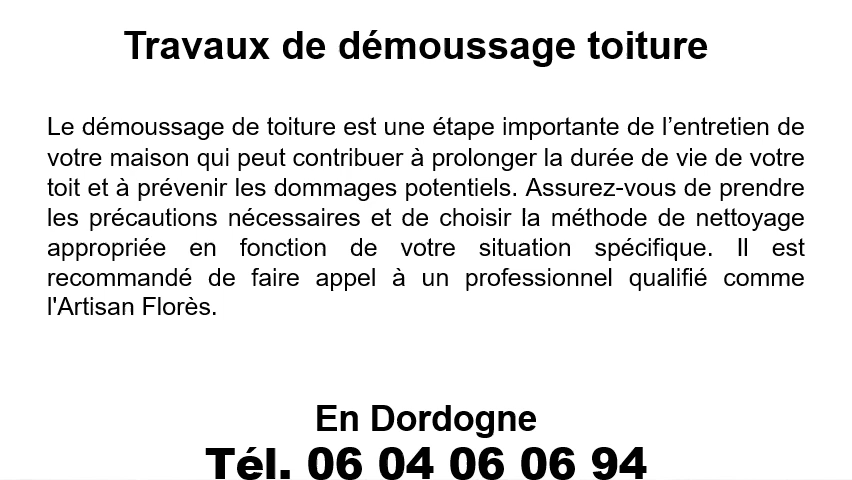 Travaux de démoussage toiture
Le démoussage de toiture est une étape importante de l’entretien de
votre maison qui peut contribuer à prolonger la durée de vie de votre
toit et à prévenir les dommages potentiels. Assurez-vous de prendre
les précautions nécessaires et de choisir la méthode de nettoyage
appropriée en fonction de votre situation spécifique. Il est
recommandé de faire appel à un professionnel qualifié comme
l'Artisan Florès.
En Dordogne
Tél. 06 04 06 06 94